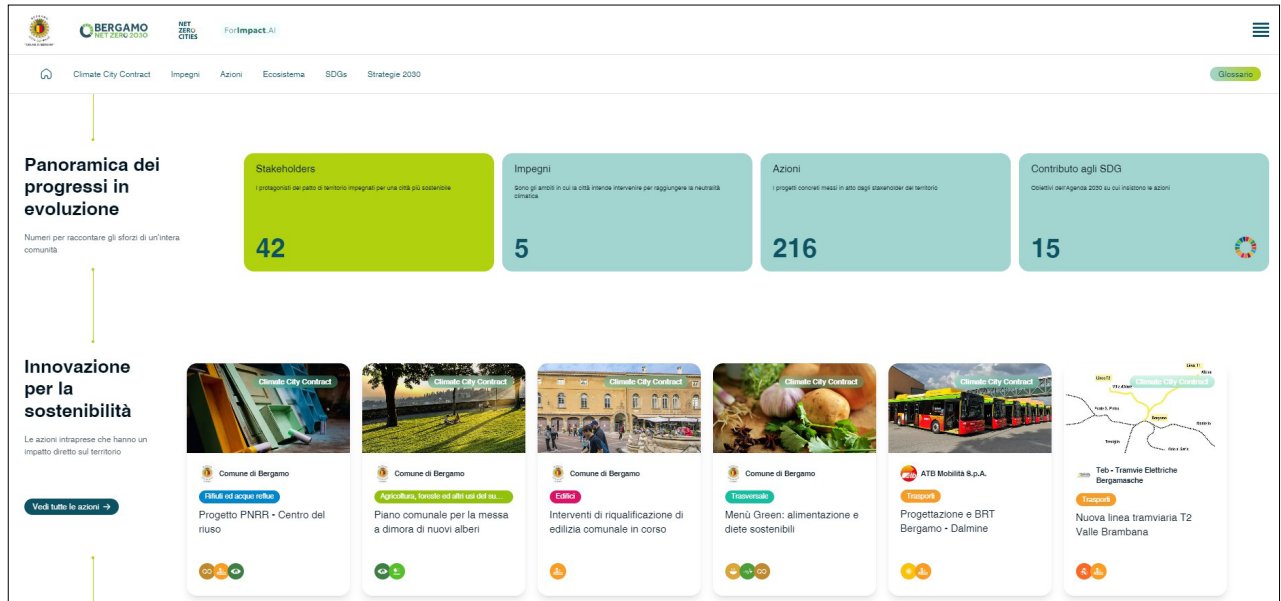 COMUNE DI BERGAMO
BERGAMO
NET ZERO 2030
NET
ZERO
CITIES
ForImpact.AI
Climate City Contract
Impegni
Azioni
Ecosistema
SDGs
Strategie 2030
Glossario
Panoramica dei
progressi in
evoluzione
Numeri per raccontare gli sforzi di un'intera
comunità
Stakeholders
I protagonisti del patto di territorio impegnati per una città più sostenibile
42
Impegni
Sono gli ambiti in cui la città intende intervenire per raggiungere la neutralità
climatica
5
Azioni
I progetti concreti messi in atto dagli stakeholder del territorio
216
Contributo agli SDG
Obiettivi dell'Agenda 2030 su cui insistono le azioni
15
Innovazione
per la
sostenibilità
Le azioni intraprese che hanno un
impatto diretto sul territorio
Vedi tutte le azioni →
Climate City Contract
Comune di Bergamo
Rifiuti ed acque reflue
Progetto PNRR - Centro del
riuso
Climate City Contract
Comune di Bergamo
Agricoltura, foreste ed altri usi del su...
Piano comunale per la messa
a dimora di nuovi alberi
Climate City Contract
Comune di Bergamo
Edifici
Interventi di riqualificazione di
edilizia comunale in corso
Climate City Contract
Comune di Bergamo
Trasversale
Menù Green: alimentazione e
diete sostenibili
Climate City Contract
ATB Mobilità S.p.A.
Trasporti
Progettazione e BRT
Bergamo - Dalmine
Linea T1
Linea T2
Climate City Contract
Bergamo
Teb - Tramvie Elettriche
Bergamasche
Trasporti
Nuova linea tramviaria T2
Valle Brambana